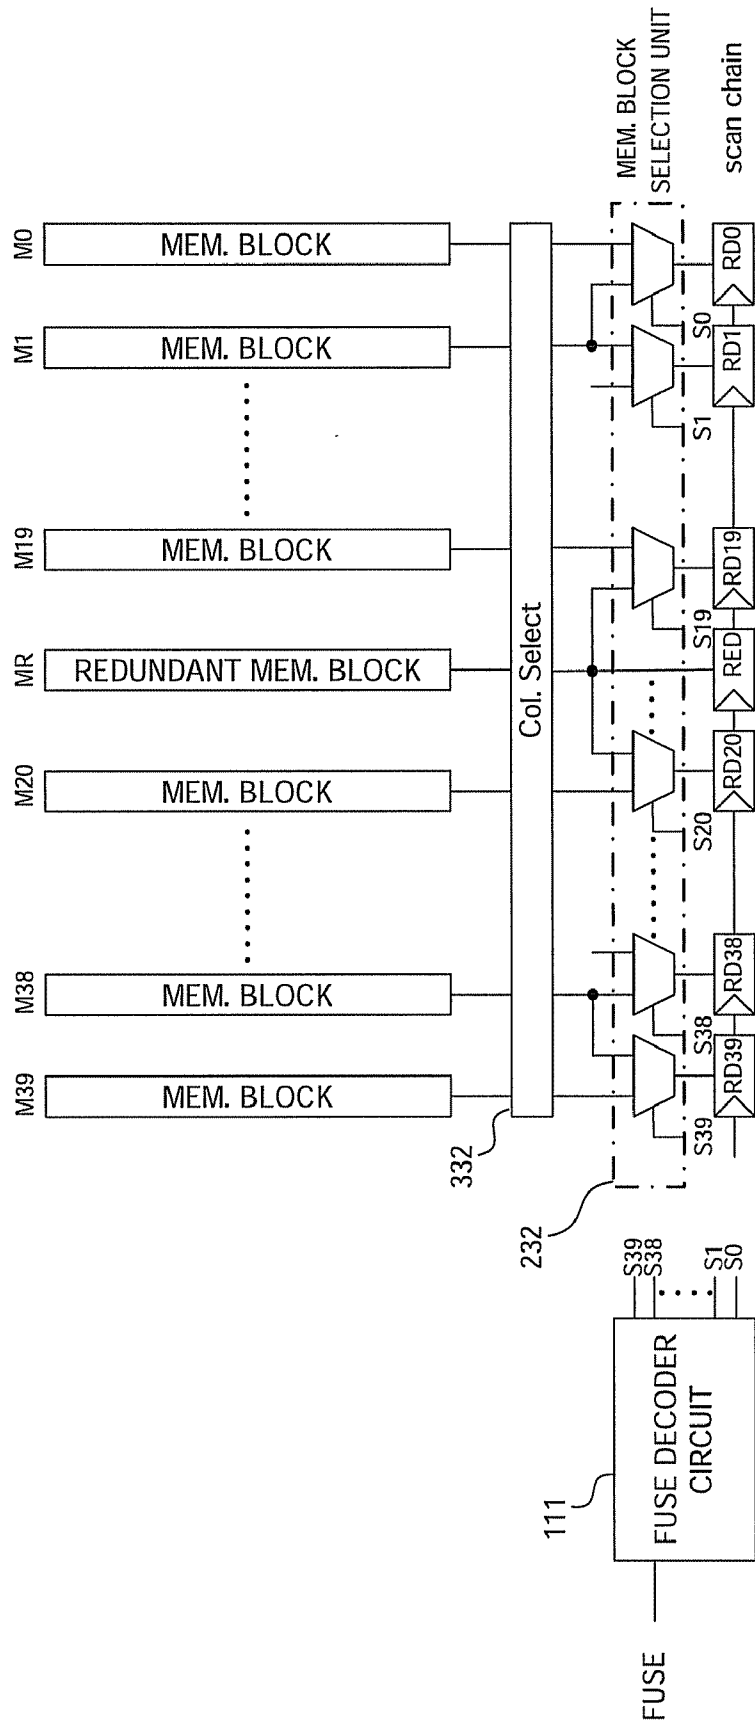 M39
M38
M20
MR
M19
M1
M0
MEM. BLOCK
MEM. BLOCK
MEM. BLOCK
REDUNDANT MEM. BLOCK
MEM. BLOCK
MEM. BLOCK
MEM. BLOCK
332
Col. Select
232
MEM. BLOCK
SELECTION UNIT
S39
S38
S20
S19
S1
S0
RD39
RD38
RD20
RED
RD19
RD1
RD0
scan chain
111
FUSE
FUSE DECODER
CIRCUIT
S39
S38
S1
S0